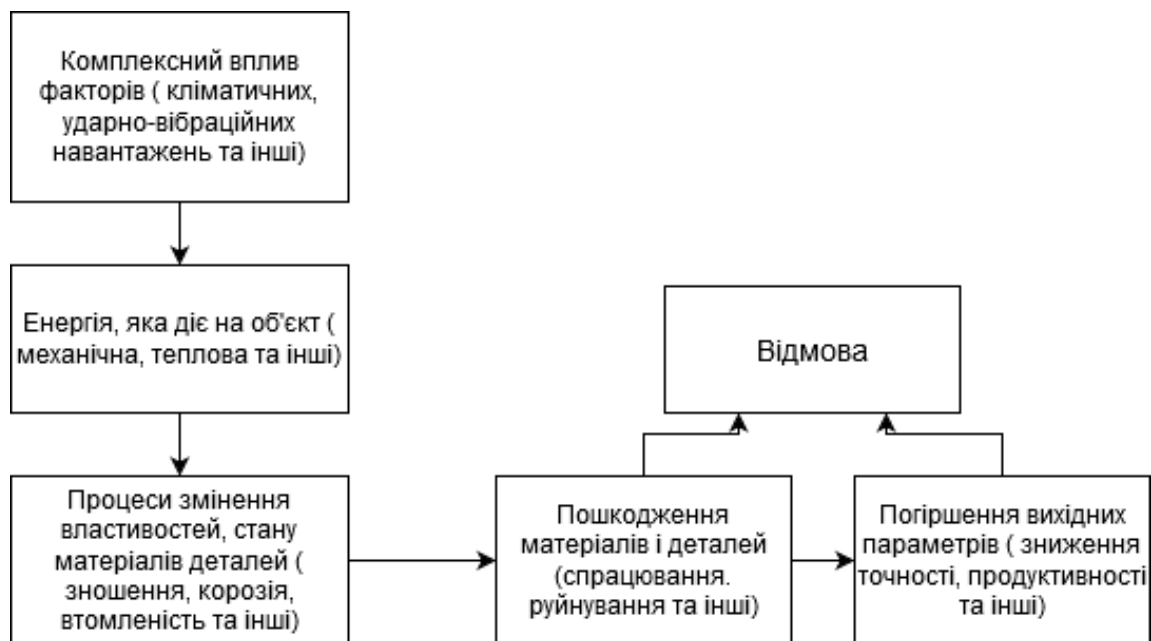 Комплексний вплив
факторів ( кліматичних,
ударно-вібраційних
навантажень та інші)
Енергія, яка діє на об'єкт (
механічна, теплова та інші)
Відмова
Процеси змінення
властивостей, стану
матеріалів деталей (
зношення, корозія,
втомленість та інші)
Пошкодження
матеріалів і деталей
(спрацювання.
руйнування та інші)
Погіршення вихідних
параметрів ( зниження
точності, продуктивності
та інші)